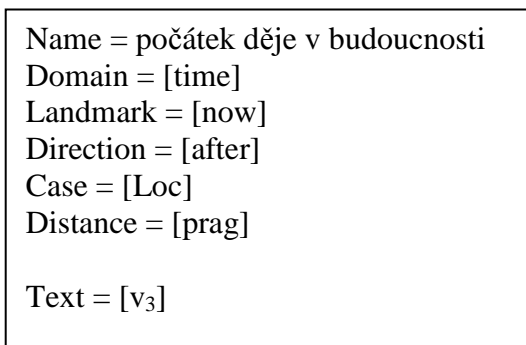 Name = počátek děje v budoucnosti
Domain = [time]
Landmark = [now]
Direction = [after]
Case = [Loc]
Distance = [prag]
Text = [v₃]